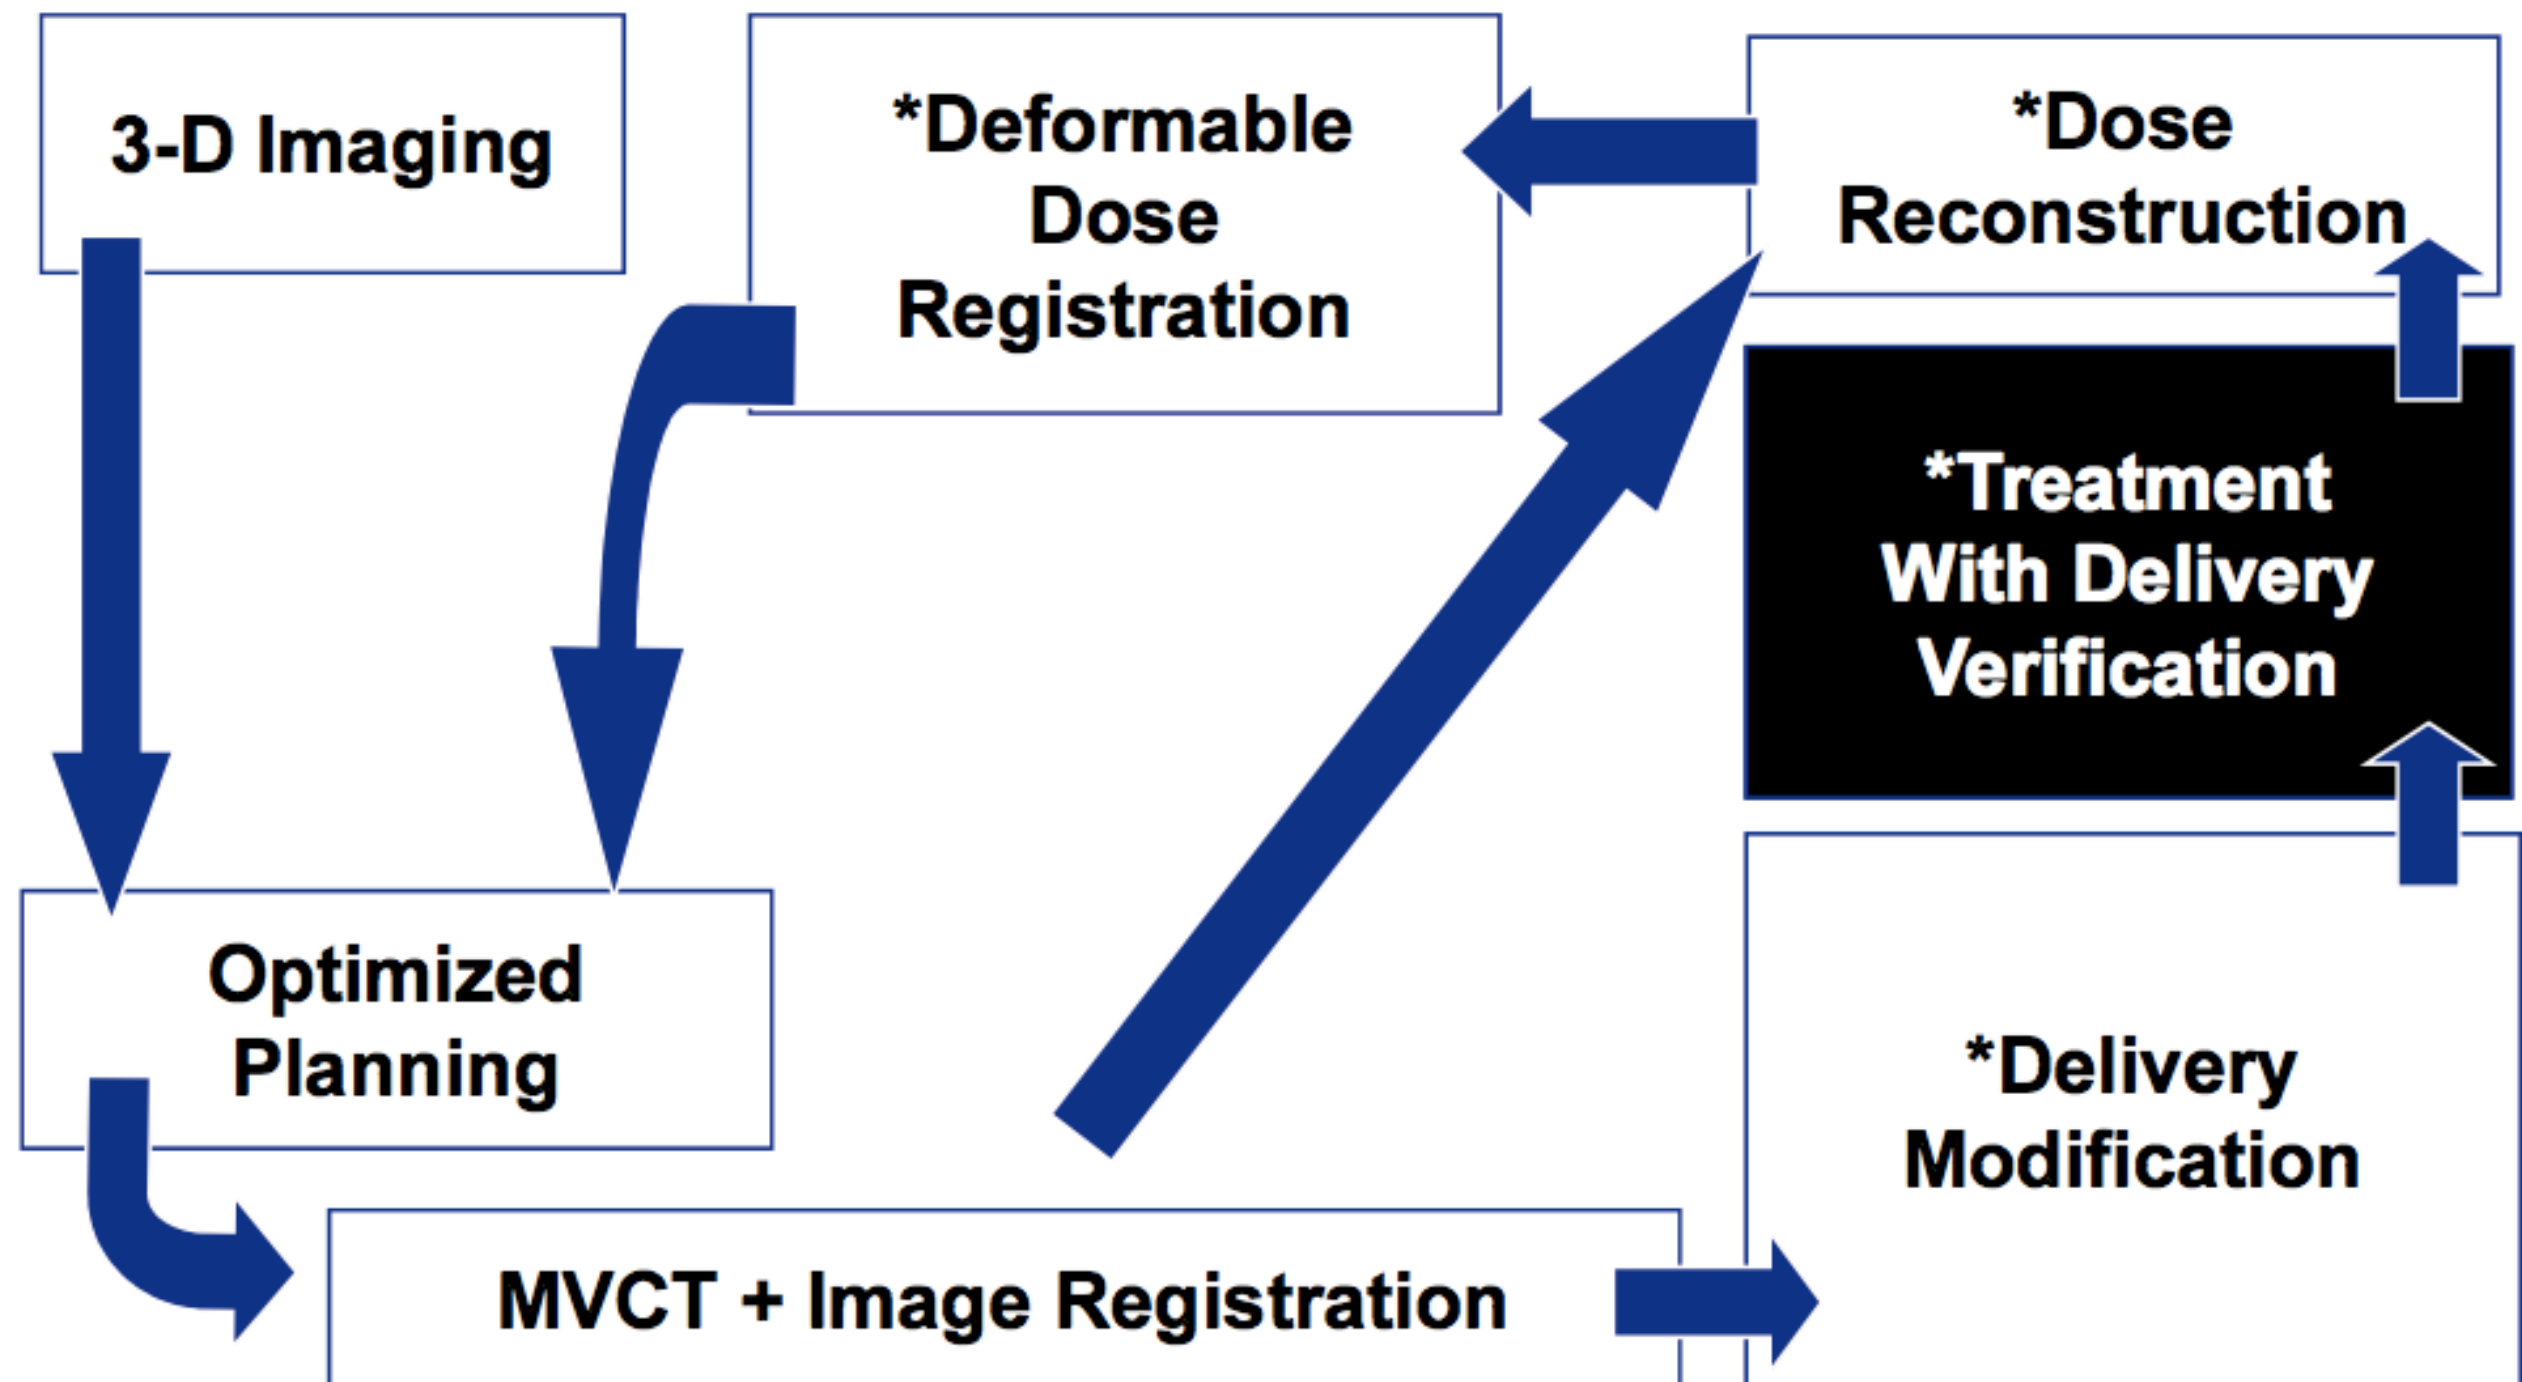 3-D Imaging
*Deformable
Dose
Registration
*Dose
Reconstruction
*Treatment
With Delivery
Verification
Optimized
Planning
*Delivery
Modification
MVCT + Image Registration